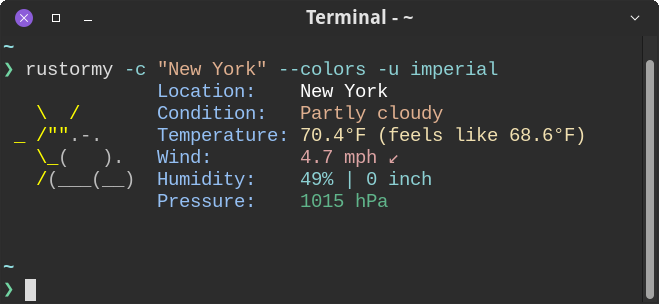 Terminal - ~
~
❯ rustormy -c "New York" --colors -u imperial
             Location:    New York
  \  /       Condition:   Partly cloudy
_ /"".-.     Temperature: 70.4°F (feels like 68.6°F)
  \_(   ).   Wind:        4.7 mph ↙
  /(___(__)  Humidity:    49% | 0 inch
             Pressure:    1015 hPa
~
❯